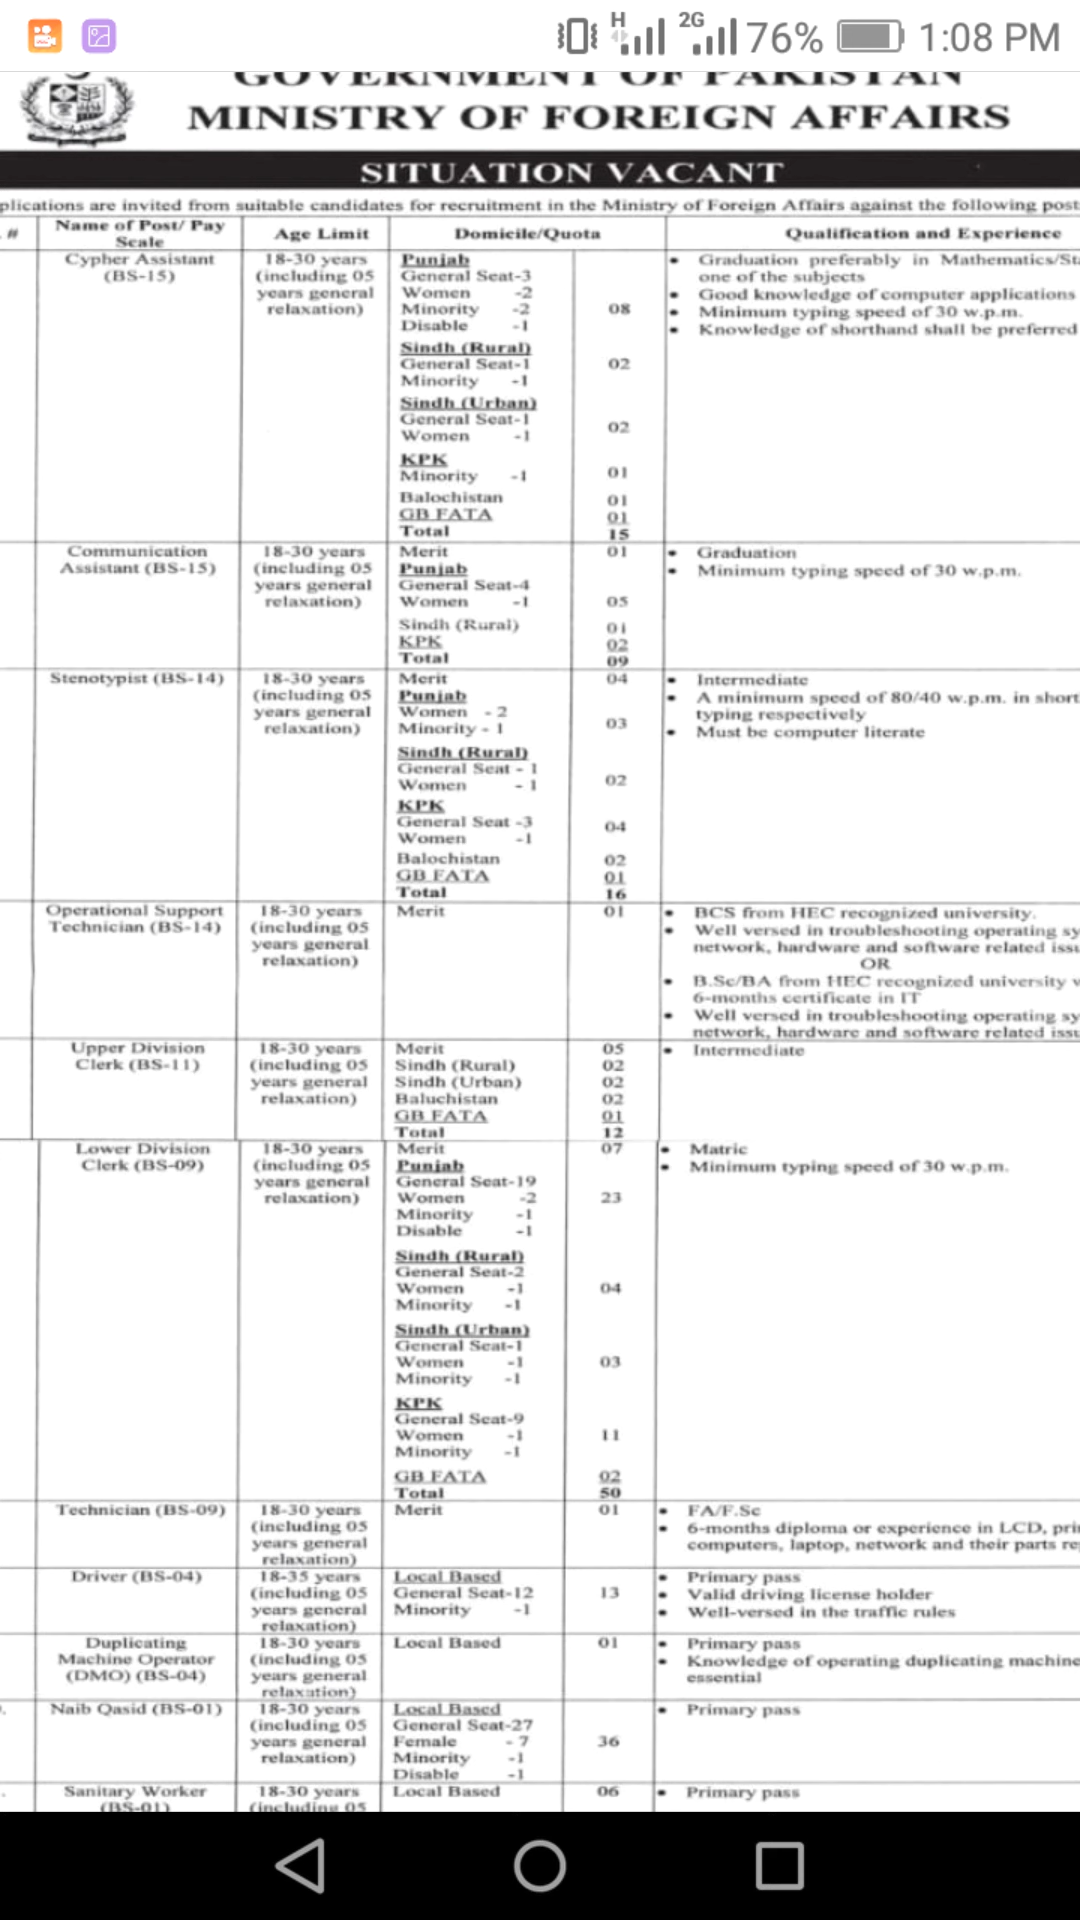 H 2G 76% 1:08 PM
GOVERNMENT OF PAKISTAN
MINISTRY OF FOREIGN AFFAIRS
SITUATION VACANT
plications are invited from suitable candidates for recruitment in the Ministry of Foreign Affairs against the following post
# Name of Post/ Pay Scale Age Limit Domicile/Quota Qualification and Experience
Cypher Assistant
(BS-15)
18-30 years
(including 05
years general
relaxation)
Punjab
General Seat-3
Women -2
Minority -2 08
Disable -1
Sindh (Rural)
General Seat-1 02
Minority -1
Sindh (Urban)
General Seat-1
Women -1 02
KPK
Minority -1 01
Balochistan 01
GB FATA 01
Total 15
• Graduation preferably in Mathematics/Sta
one of the subjects
• Good knowledge of computer applications
• Minimum typing speed of 30 w.p.m.
• Knowledge of shorthand shall be preferred
Communication
Assistant (BS-15)
18-30 years
(including 05
years general
relaxation)
Merit 01
Punjab
General Seat-4
Women -1 05
Sindh (Rural) 01
KPK 02
Total 09
• Graduation
• Minimum typing speed of 30 w.p.m.
Stenotypist (BS-14)
18-30 years
(including 05
years general
relaxation)
Merit 04
Punjab
Women - 2
Minority - 1 03
Sindh (Rural)
General Seat - 1
Women - 1 02
KPK
General Seat -3 04
Women -1
Balochistan 02
GB FATA 01
Total 16
• Intermediate
• A minimum speed of 80/40 w.p.m. in short
typing respectively
• Must be computer literate
Operational Support
Technician (BS-14)
18-30 years
(including 05
years general
relaxation)
Merit 01
• BCS from HEC recognized university.
• Well versed in troubleshooting operating sy
network, hardware and software related issu
OR
• B.Sc/BA from HEC recognized university v
6-months certificate in IT
• Well versed in troubleshooting operating sy
network, hardware and software related issu
Upper Division
Clerk (BS-11)
18-30 years
(including 05
years general
relaxation)
Merit 05
Sindh (Rural) 02
Sindh (Urban) 02
Baluchistan 02
GB FATA 01
Total 12
• Intermediate
Lower Division
Clerk (BS-09)
18-30 years
(including 05
years general
relaxation)
Merit 07
Punjab
General Seat-19
Women -2 23
Minority -1
Disable -1
Sindh (Rural)
General Seat-2
Women -1 04
Minority -1
Sindh (Urban)
General Seat-1
Women -1 03
Minority -1
KPK
General Seat-9
Women -1 11
Minority -1
GB FATA 02
Total 50
• Matric
• Minimum typing speed of 30 w.p.m.
Technician (BS-09)
18-30 years
(including 05
years general
relaxation)
Merit 01
• FA/F.Sc
• 6-months diploma or experience in LCD, prin
computers, laptop, network and their parts re
Driver (BS-04)
18-35 years
(including 05
years general
relaxation)
Local Based
General Seat-12 13
Minority -1
• Primary pass
• Valid driving license holder
• Well-versed in the traffic rules
Duplicating
Machine Operator
(DMO) (BS-04)
18-30 years
(including 05
years general
relaxation)
Local Based 01
• Primary pass
• Knowledge of operating duplicating machine
essential
Naib Qasid (BS-01)
18-30 years
(including 05
years general
relaxation)
Local Based
General Seat-27
Female - 7 36
Minority -1
Disable -1
• Primary pass
Sanitary Worker
(BS-01)
18-30 years
(including 05
Local Based 06
• Primary pass